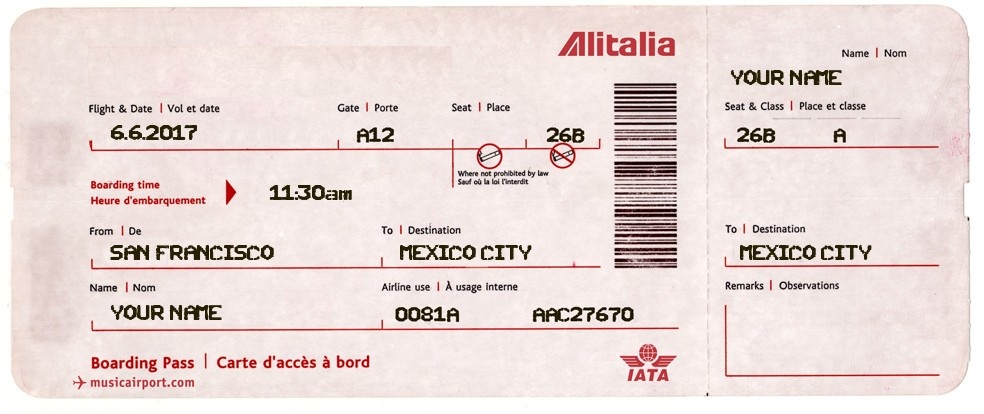 Alitalia
Flight & Date | Vol et date
Gate | Porte
Seat | Place
6.6.2017
A12
26B
Where not prohibited by law
Sauf où la loi l'interdit
Boarding time
Heure d'embarquement
11:30am
From | De
To | Destination
SAN FRANCISCO
MEXICO CITY
Name | Nom
Airline use | À usage interne
YOUR NAME
0081A
AAC27670
Boarding Pass | Carte d'accès à bord
musicairport.com
IATA
Name | Nom
YOUR NAME
Seat & Class | Place et classe
26B
A
To | Destination
MEXICO CITY
Remarks | Observations